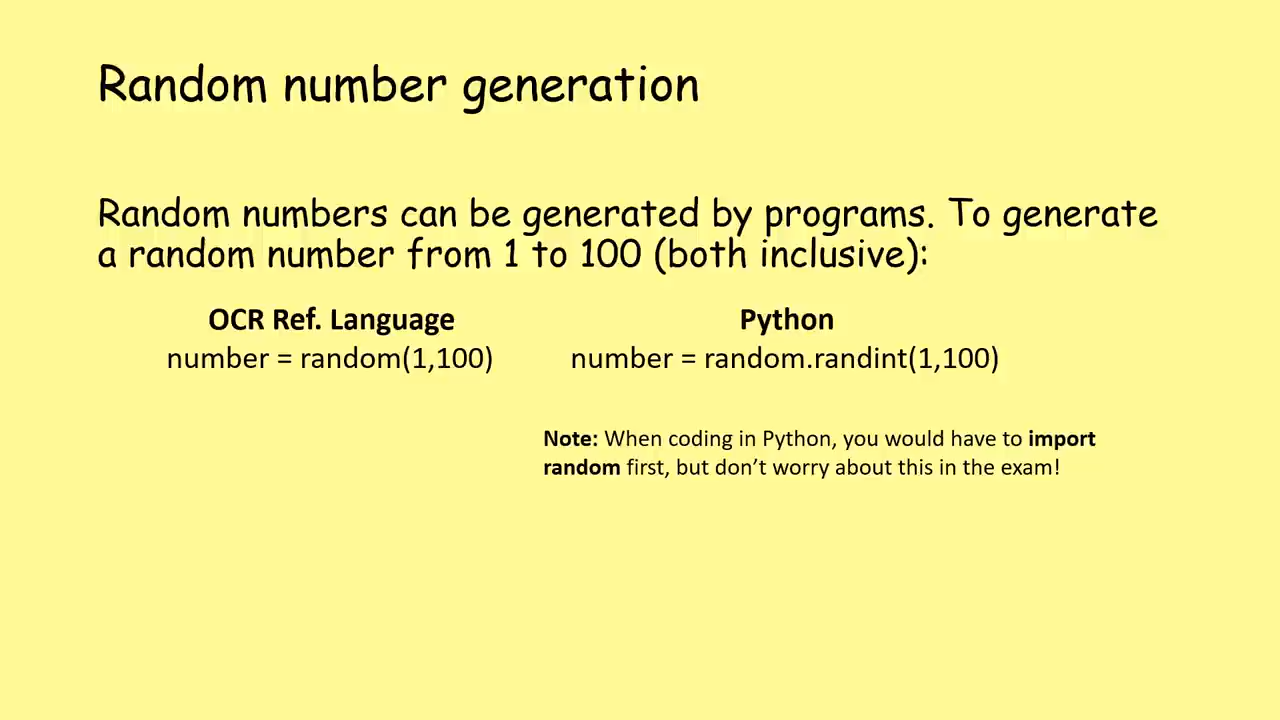 Random number generation
Random numbers can be generated by programs. To generate
a random number from 1 to 100 (both inclusive):
OCR Ref. Language
number = random(1,100)
Python
number = random.randint(1,100)
Note: When coding in Python, you would have to import
random first, but don’t worry about this in the exam!